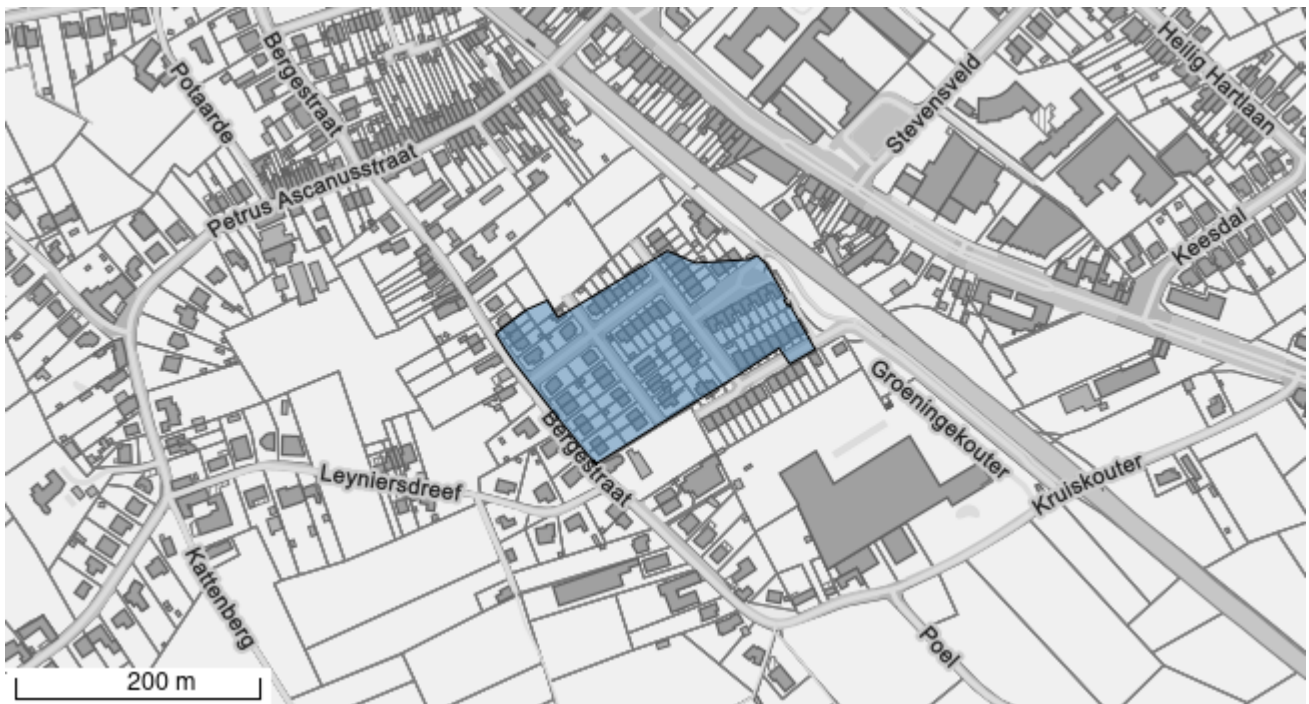 Potaarde
Bergestraat
Petrus Ascanusstraat
Stevensveld
Heilig Hartlaan
Keesdal
Bergestraat
Leyniersdreef
Kattenberg
Groeningekouter
Kruiskouter
Poel
200 m